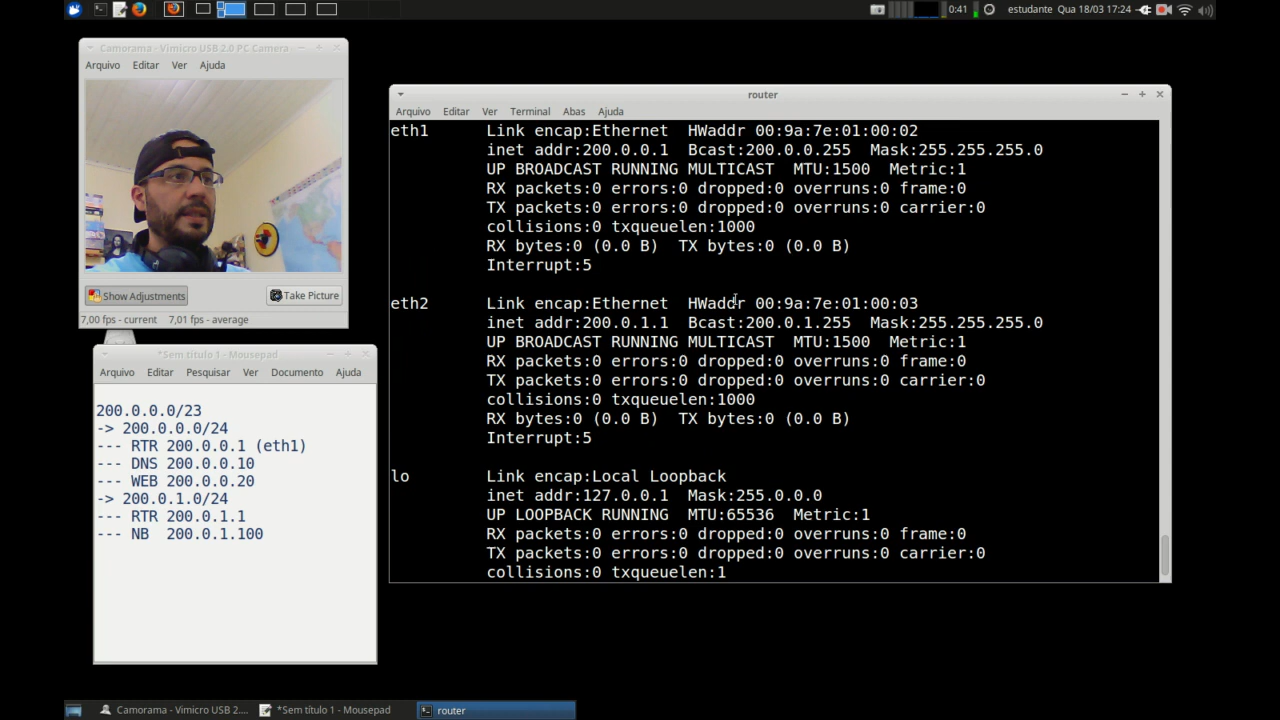 0:41
estudante Qua 18/03 17:24
Camorama - Vimicro USB 2.0 PC Camera
Arquivo Editar Ver Ajuda
Show Adjustments
Take Picture
7,00 fps - current 7,01 fps - average
*Sem título 1 - Mousepad
Arquivo Editar Pesquisar Ver Documento Ajuda
200.0.0.0/23
-> 200.0.0.0/24
--- RTR 200.0.0.1 (eth1)
--- DNS 200.0.0.10
--- WEB 200.0.0.20
-> 200.0.1.0/24
--- RTR 200.0.1.1
--- NB  200.0.1.100
router
Arquivo Editar Ver Terminal Abas Ajuda
eth1      Link encap:Ethernet  HWaddr 00:9a:7e:01:00:02
          inet addr:200.0.0.1  Bcast:200.0.0.255  Mask:255.255.255.0
          UP BROADCAST RUNNING MULTICAST  MTU:1500  Metric:1
          RX packets:0 errors:0 dropped:0 overruns:0 frame:0
          TX packets:0 errors:0 dropped:0 overruns:0 carrier:0
          collisions:0 txqueuelen:1000
          RX bytes:0 (0.0 B)  TX bytes:0 (0.0 B)
          Interrupt:5
eth2      Link encap:Ethernet  HWaddr 00:9a:7e:01:00:03
          inet addr:200.0.1.1  Bcast:200.0.1.255  Mask:255.255.255.0
          UP BROADCAST RUNNING MULTICAST  MTU:1500  Metric:1
          RX packets:0 errors:0 dropped:0 overruns:0 frame:0
          TX packets:0 errors:0 dropped:0 overruns:0 carrier:0
          collisions:0 txqueuelen:1000
          RX bytes:0 (0.0 B)  TX bytes:0 (0.0 B)
          Interrupt:5
lo        Link encap:Local Loopback
          inet addr:127.0.0.1  Mask:255.0.0.0
          UP LOOPBACK RUNNING  MTU:65536  Metric:1
          RX packets:0 errors:0 dropped:0 overruns:0 frame:0
          TX packets:0 errors:0 dropped:0 overruns:0 carrier:0
          collisions:0 txqueuelen:1
Camorama - Vimicro USB 2....
*Sem título 1 - Mousepad
router